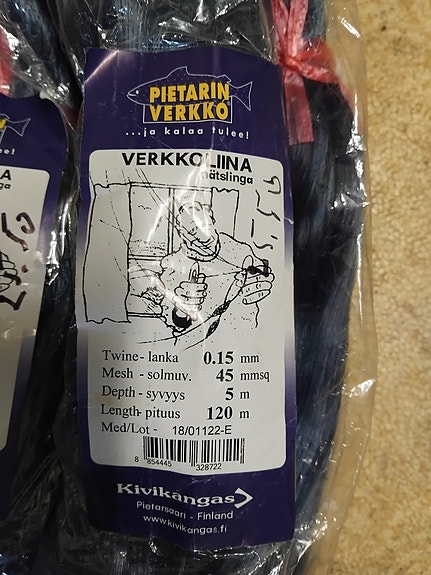 PIETARIN
VERKKO
...ja kalaa tulee!
VERKKOLIINA
nätslinga
Twine - lanka 0.15 mm
Mesh - solmuv. 45 mmsq
Depth - syvyys 5 m
Length- pituus 120 m
Med/Lot - 18/01122-E
8 854445 328722
Kivikangas
Pietarsaari - Finland
www.kivikangas.fi